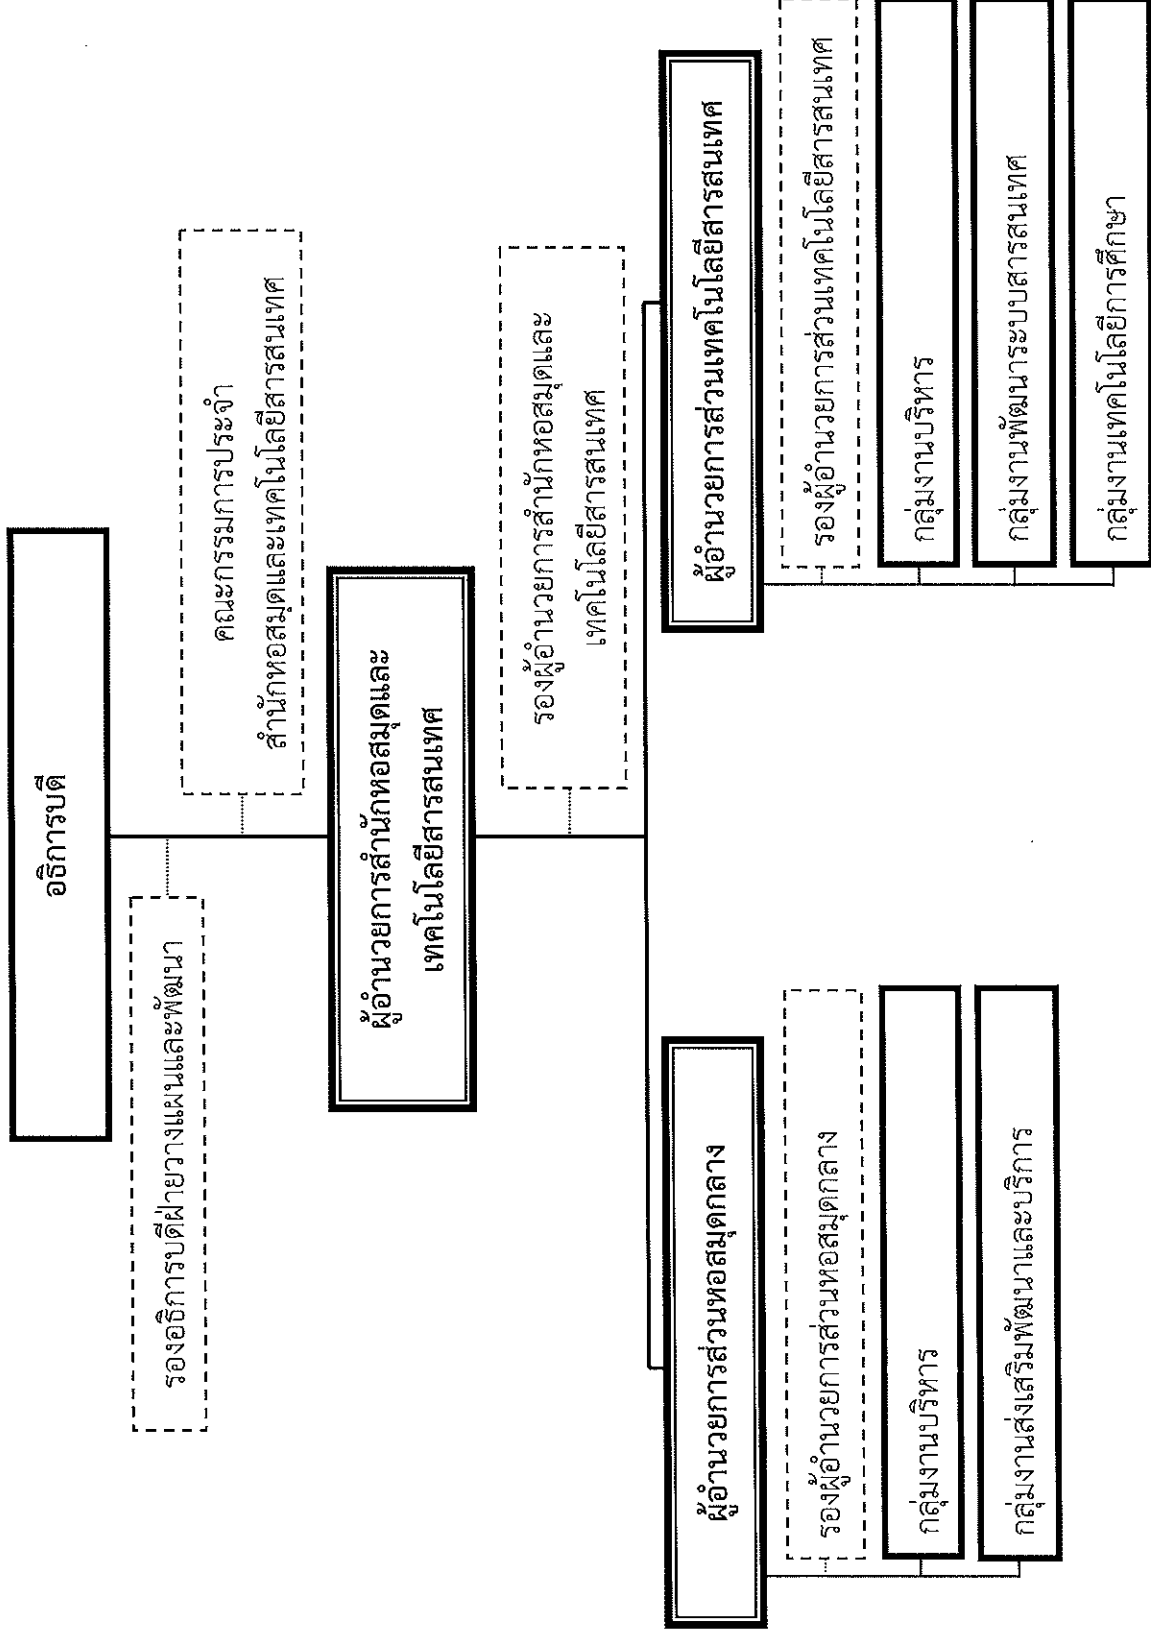 อธิการบดี
รองอธิการบดีฝ่ายวางแผนและพัฒนา
คณะกรรมการประจำ
สำนักหอสมุดและเทคโนโลยีสารสนเทศ
ผู้อำนวยการสำนักหอสมุดและ
เทคโนโลยีสารสนเทศ
รองผู้อำนวยการสำนักหอสมุดและ
เทคโนโลยีสารสนเทศ
ผู้อำนวยการส่วนหอสมุดกลาง
รองผู้อำนวยการส่วนหอสมุดกลาง
กลุ่มงานบริหาร
กลุ่มงานส่งเสริมพัฒนาและบริการ
ผู้อำนวยการส่วนเทคโนโลยีสารสนเทศ
รองผู้อำนวยการส่วนเทคโนโลยีสารสนเทศ
กลุ่มงานบริหาร
กลุ่มงานพัฒนาระบบสารสนเทศ
กลุ่มงานเทคโนโลยีการศึกษา